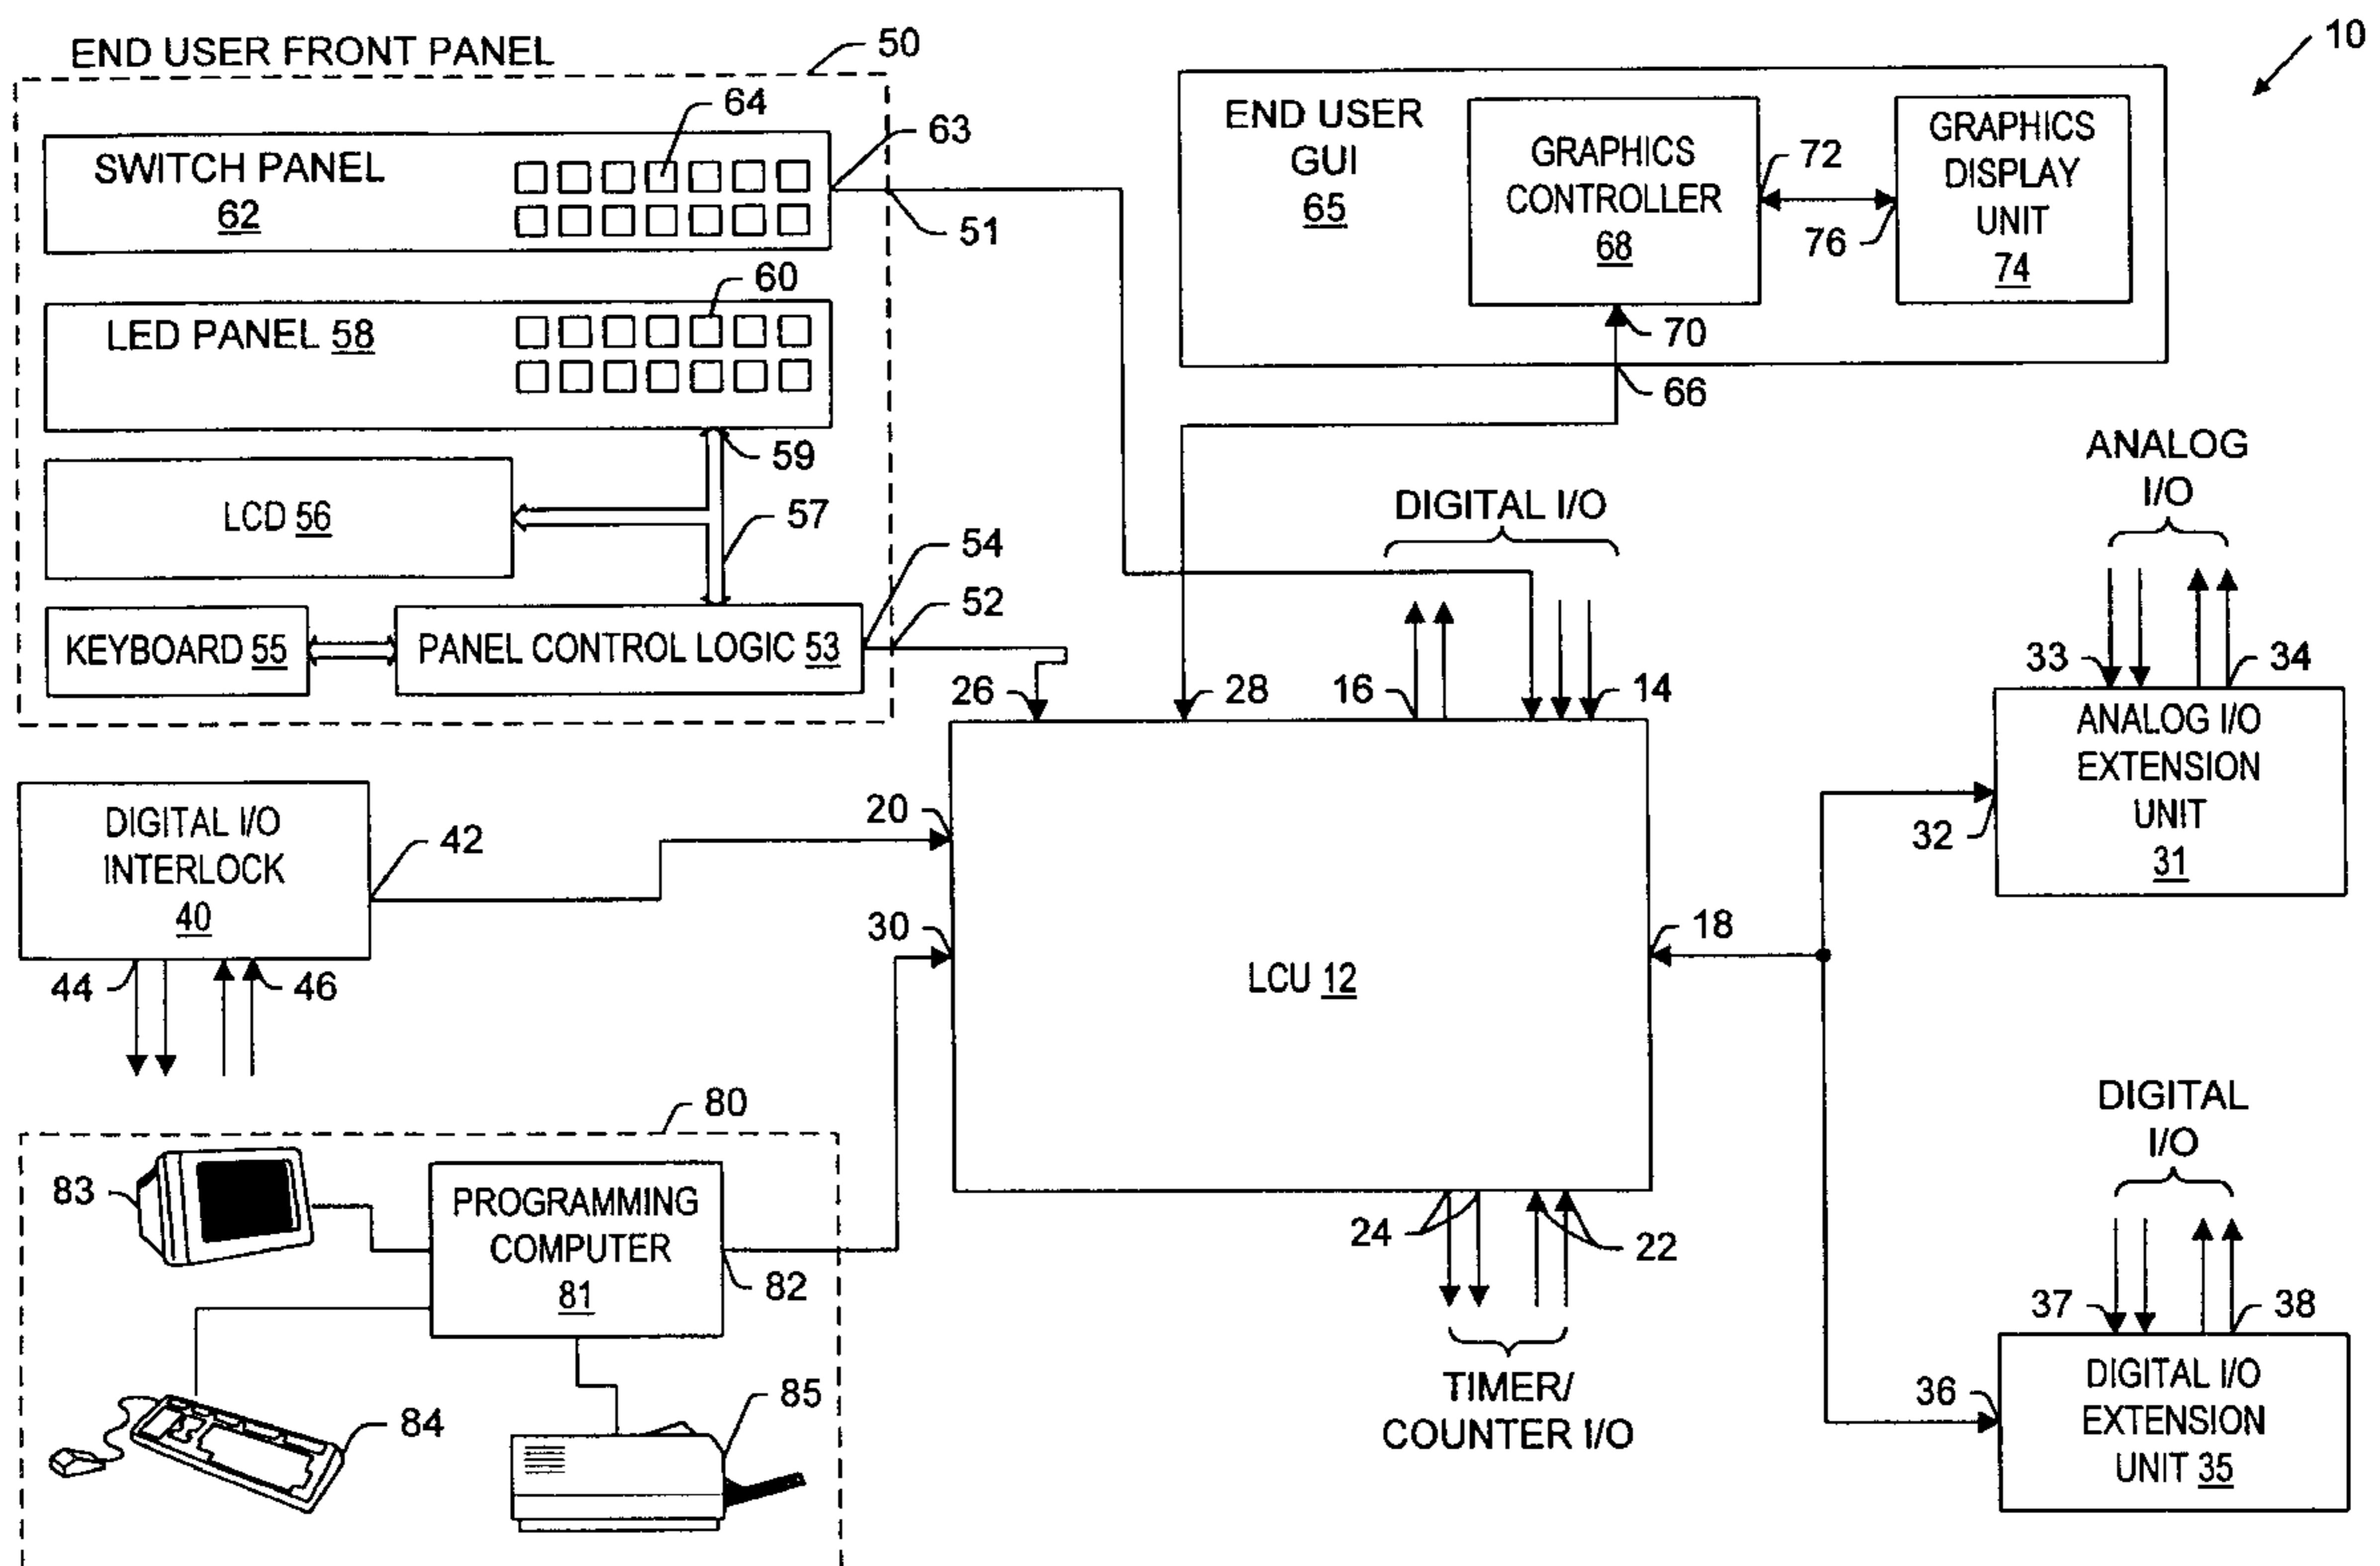 10
END USER FRONT PANEL
50
SWITCH PANEL
62
64
63
51
LED PANEL 58
60
59
LCD 56
57
54
52
KEYBOARD 55
PANEL CONTROL LOGIC 53
END USER
GUI
65
GRAPHICS
CONTROLLER
68
72
76
GRAPHICS
DISPLAY
UNIT
74
70
66
DIGITAL I/O
26
28
16
14
ANALOG
I/O
33
34
ANALOG I/O
EXTENSION
UNIT
31
32
DIGITAL I/O
INTERLOCK
40
42
44
46
20
30
LCU 12
18
24
22
TIMER/
COUNTER I/O
DIGITAL
I/O
37
38
36
DIGITAL I/O
EXTENSION
UNIT 35
80
83
PROGRAMMING
COMPUTER
81
82
84
85